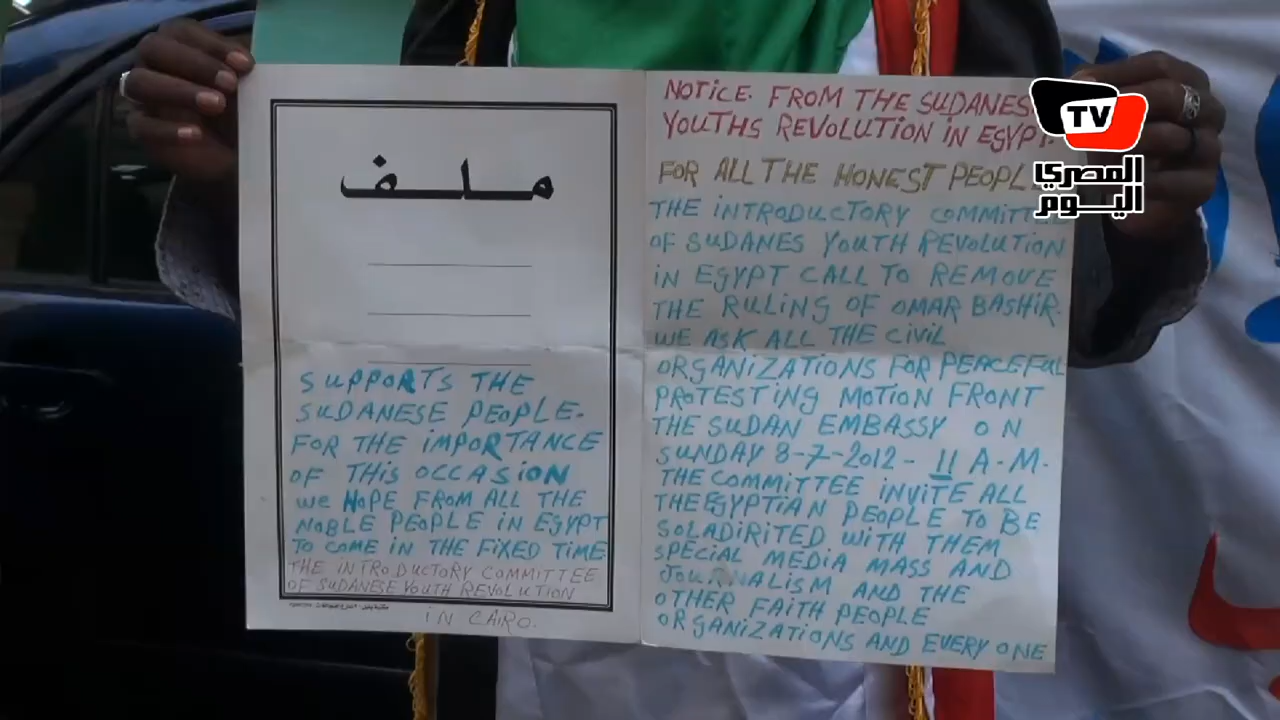 NOTICE. FROM THE SUDANES
YOUTHS REVOLUTION IN EGYPT.
FOR ALL THE HONEST PEOPL
THE INTRODUCTORY COMMITTE
OF SUDANES YOUTH REVOLUTION
IN EGYPT CALL TO REMOVE
THE RULING OF OMAR BASHIR.
WE ASK ALL THE CIVIL
ORGANIZATIONS FOR PEACEFUL
PROTESTING MOTION FRONT
THE SUDAN EMBASSY ON
SUNDAY 8-7-2012- 11 A-M-
THE COMMITTEE INVITE ALL
THE EGYPTIAN PEOPLE TO BE
SOLADIRITED WITH THEM
SPECIAL MEDIA MASS AND
JOURNALISM AND THE
OTHER FAITH PEOPLE
ORGANIZATIONS AND EVERY ONE
ملف
SUPPORTS THE
SUDANESE PEOPLE.
FOR THE IMPORTANCE
OF THIS OCCASION
WE HOPE FROM ALL THE
NOBLE PEOPLE IN EGYPT
TO COME IN THE FIXED TIME
THE INTRODUCTORY COMMITTEE
OF SUDANESE YOUTH REVOLUTION
IN CAIRO.
TV
المصري
اليوم